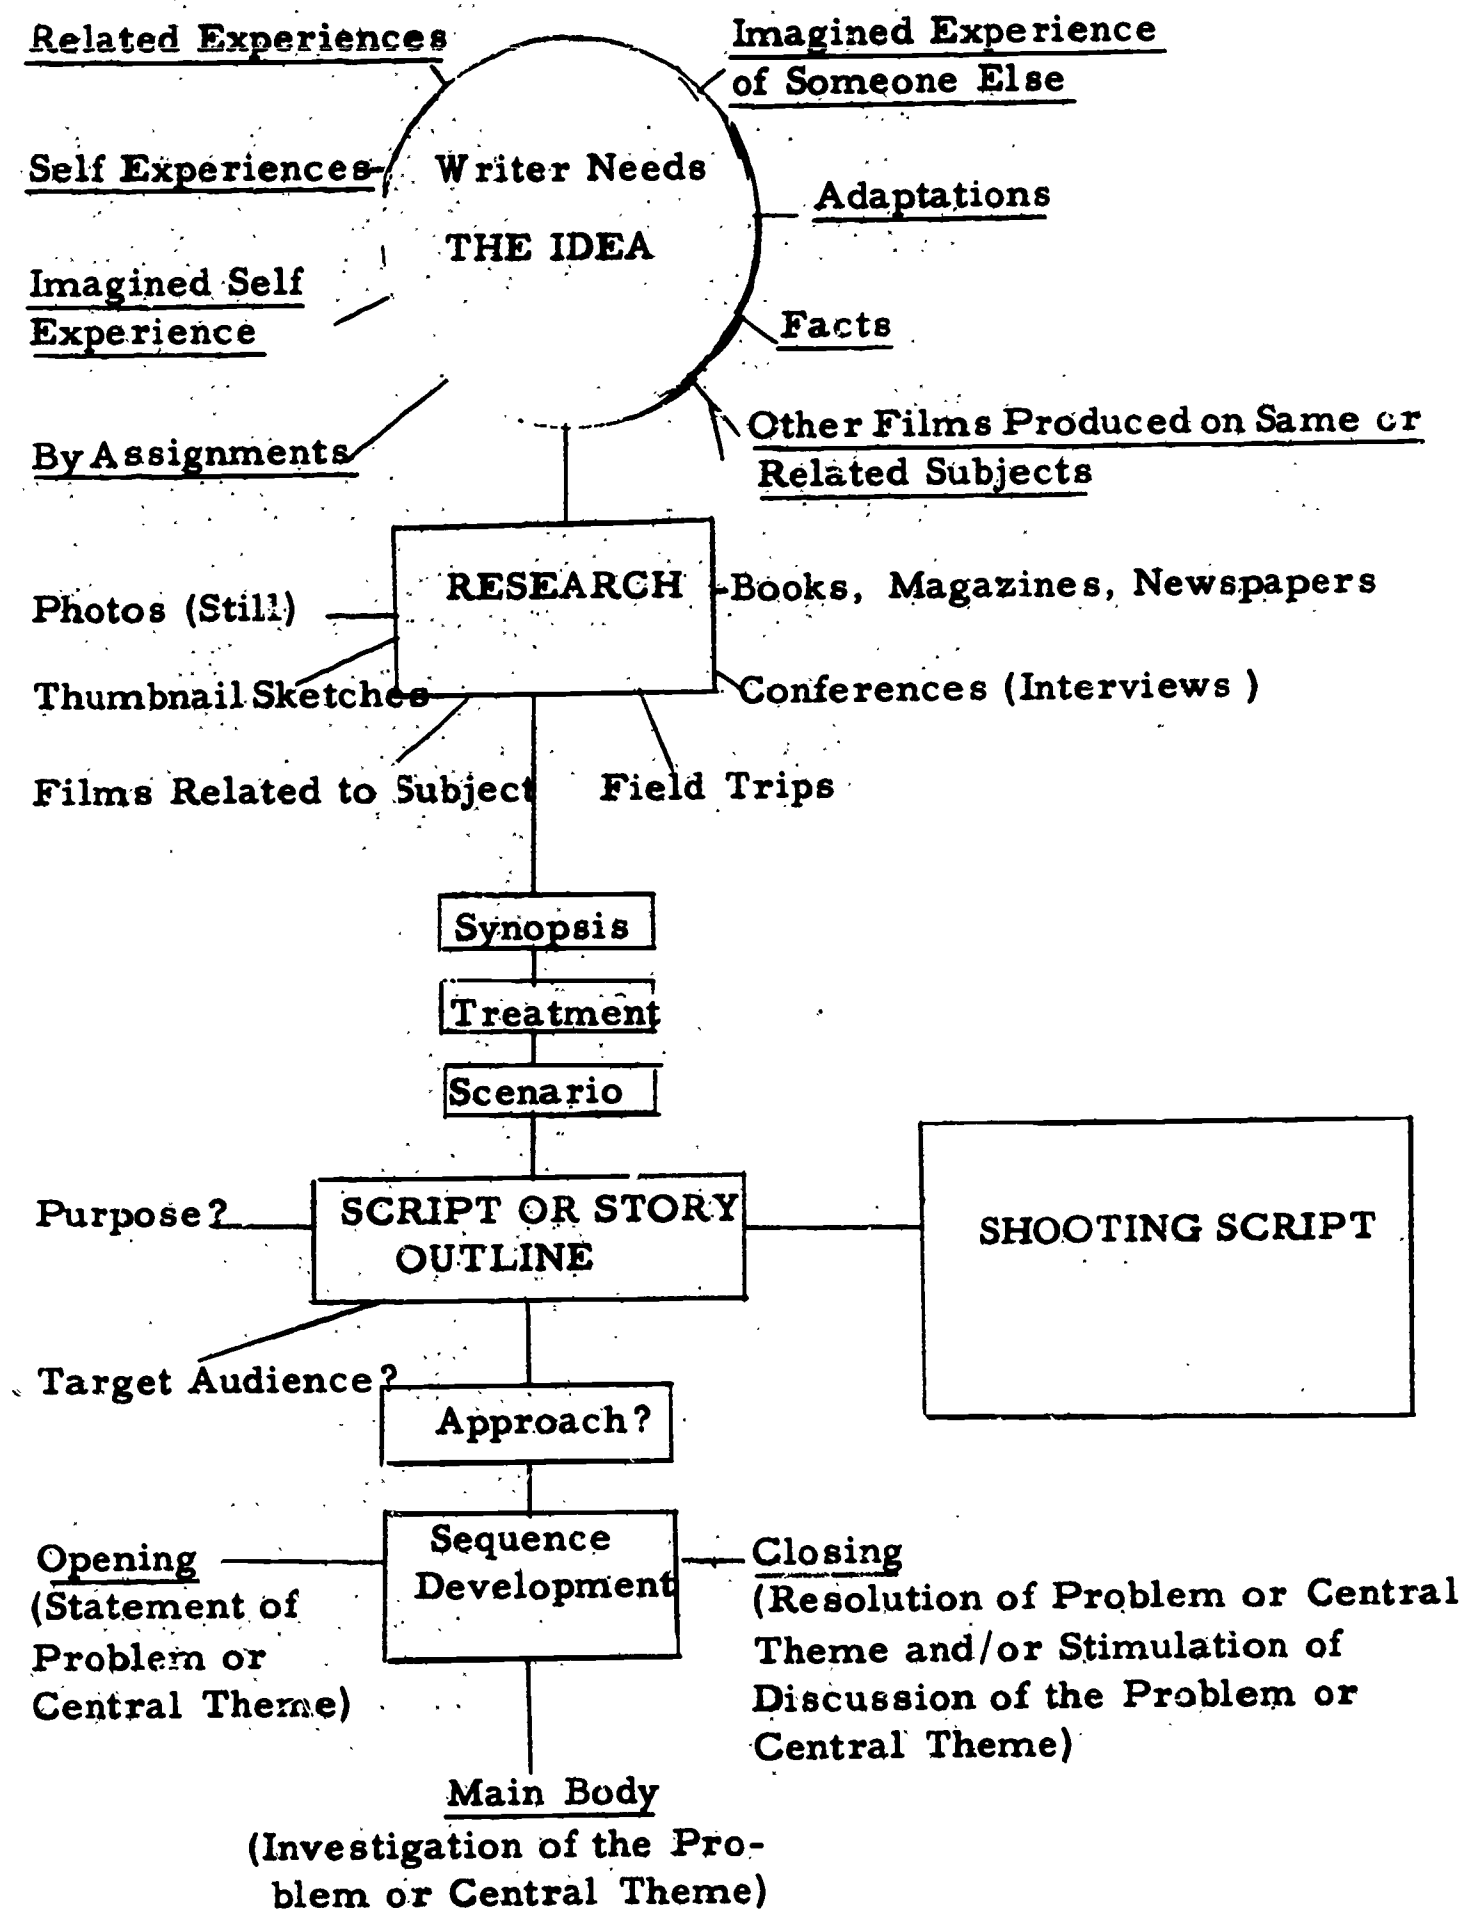 Related Experiences
Imagined Experience
of Someone Else
Self Experiences
Writer Needs
THE IDEA
Adaptations
Imagined Self
Experience
Facts
By Assignments
Other Films Produced on Same or
Related Subjects
RESEARCH
Books, Magazines, Newspapers
Photos (Still)
Thumbnail Sketches
Conferences (Interviews )
Films Related to Subject
Field Trips
Synopsis
Treatment
Scenario
Purpose?
SCRIPT OR STORY
OUTLINE
SHOOTING SCRIPT
Target Audience?
Approach?
Sequence
Development
Opening
(Statement of
Problem or
Central Theme)
Closing
(Resolution of Problem or Central
Theme and/or Stimulation of
Discussion of the Problem or
Central Theme)
Main Body
(Investigation of the Pro-
blem or Central Theme)